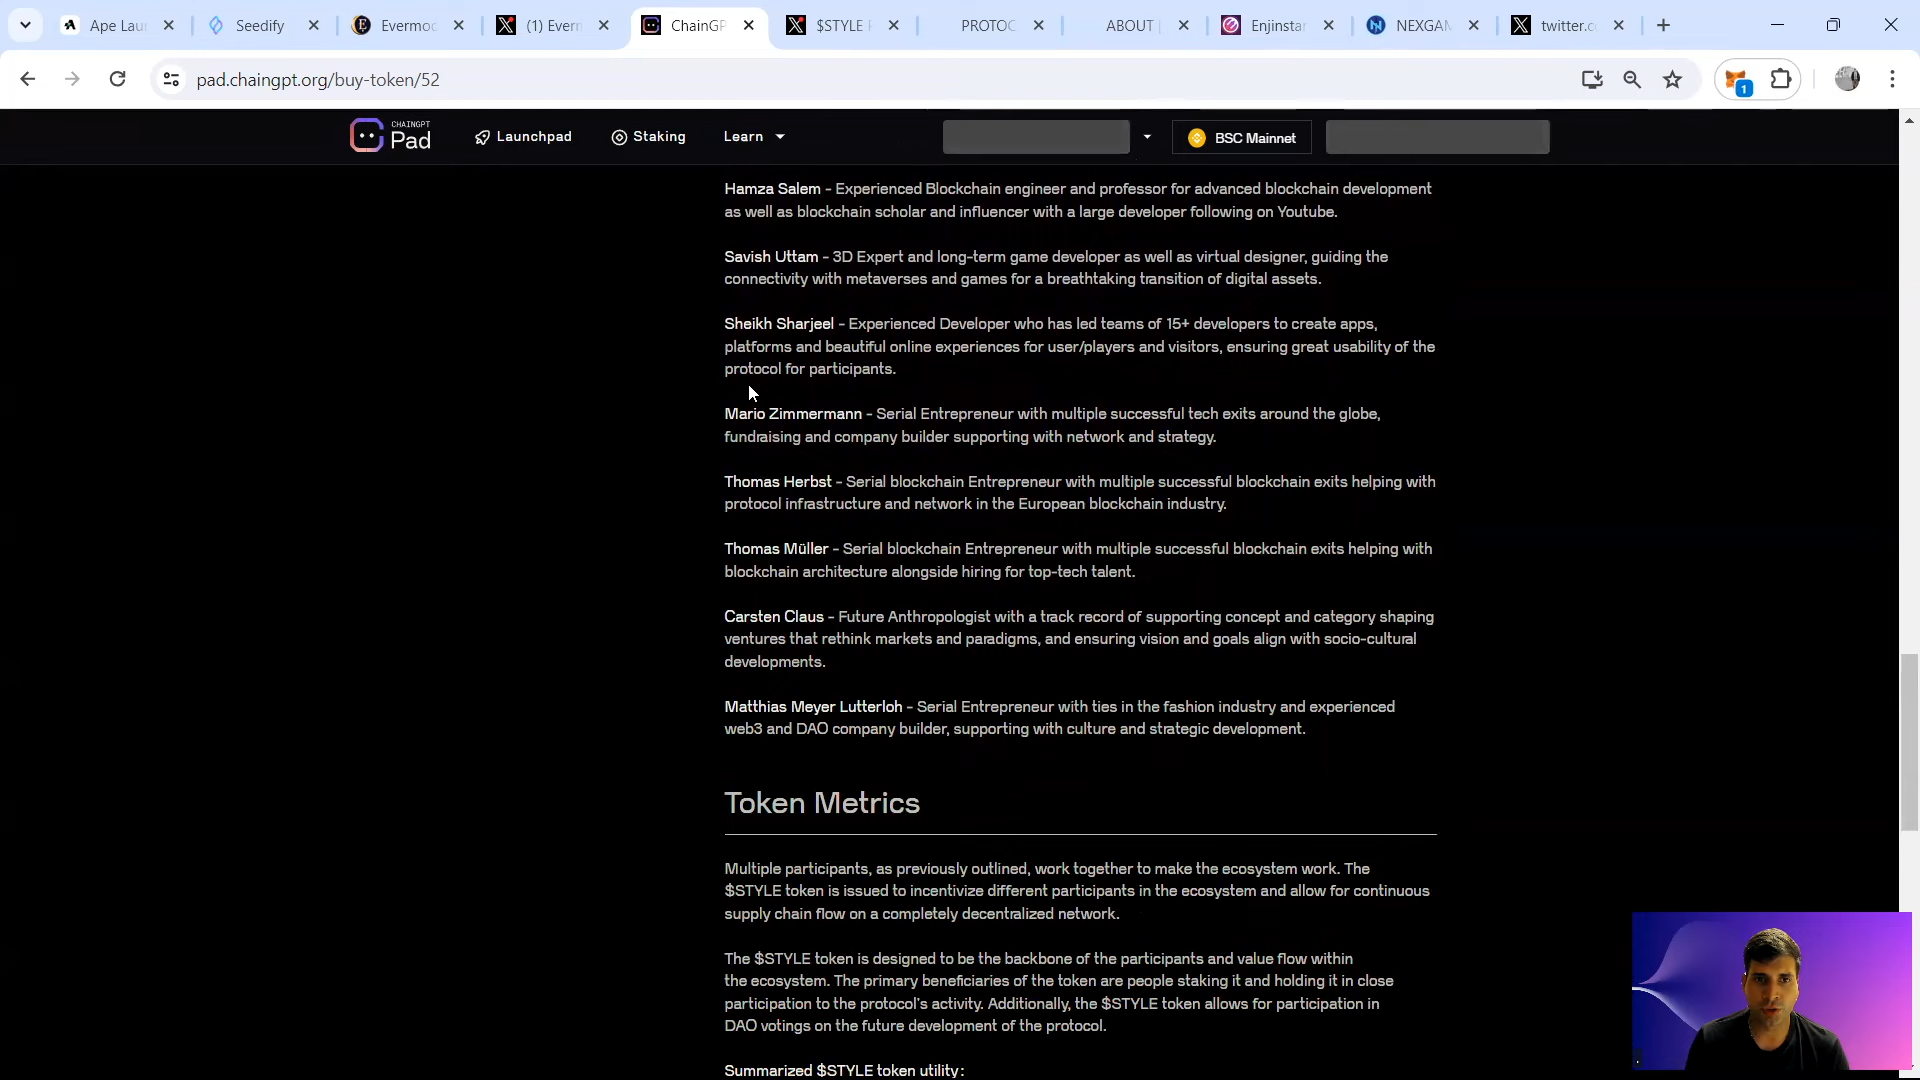 Ape Lau
Seedify
Evermoo
(1) Everm
ChainGP
$STYLE P
PROTOC
ABOUT |
Enjinstar
NEXGAM
twitter.co
pad.chaingpt.org/buy-token/52
1
CHAINGPT
Pad
Launchpad
Staking
Learn
BSC Mainnet
Hamza Salem - Experienced Blockchain engineer and professor for advanced blockchain development
as well as blockchain scholar and influencer with a large developer following on Youtube.
Savish Uttam - 3D Expert and long-term game developer as well as virtual designer, guiding the
connectivity with metaverses and games for a breathtaking transition of digital assets.
Sheikh Sharjeel - Experienced Developer who has led teams of 15+ developers to create apps,
platforms and beautiful online experiences for user/players and visitors, ensuring great usability of the
protocol for participants.
Mario Zimmermann - Serial Entrepreneur with multiple successful tech exits around the globe,
fundraising and company builder supporting with network and strategy.
Thomas Herbst - Serial blockchain Entrepreneur with multiple successful blockchain exits helping with
protocol infrastructure and network in the European blockchain industry.
Thomas Müller - Serial blockchain Entrepreneur with multiple successful blockchain exits helping with
blockchain architecture alongside hiring for top-tech talent.
Carsten Claus - Future Anthropologist with a track record of supporting concept and category shaping
ventures that rethink markets and paradigms, and ensuring vision and goals align with socio-cultural
developments.
Matthias Meyer Lutterloh - Serial Entrepreneur with ties in the fashion industry and experienced
web3 and DAO company builder, supporting with culture and strategic development.
Token Metrics
Multiple participants, as previously outlined, work together to make the ecosystem work. The
$STYLE token is issued to incentivize different participants in the ecosystem and allow for continuous
supply chain flow on a completely decentralized network.
The $STYLE token is designed to be the backbone of the participants and value flow within
the ecosystem. The primary beneficiaries of the token are people staking it and holding it in close
participation to the protocol's activity. Additionally, the $STYLE token allows for participation in
DAO votings on the future development of the protocol.
Summarized $STYLE token utility: